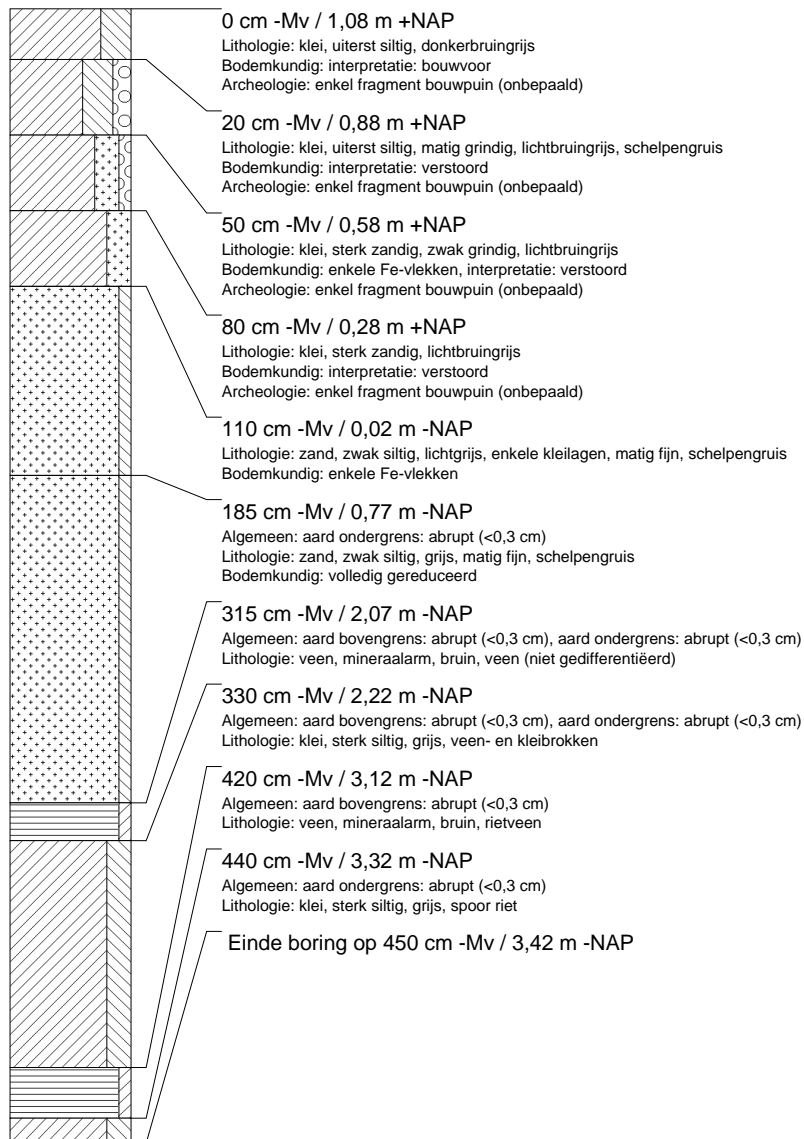 0 cm -Mv / 1,08 m +NAP
Lithologie: klei, uiterst siltig, donkerbruingrijs
Bodemkundig: interpretatie: bouwvoor
Archeologie: enkel fragment bouwpuin (onbepaald)
20 cm -Mv / 0,88 m +NAP
Lithologie: klei, uiterst siltig, matig grindig, lichtbruingrijs, schelpengruis
Bodemkundig: interpretatie: verstoord
Archeologie: enkel fragment bouwpuin (onbepaald)
50 cm -Mv / 0,58 m +NAP
Lithologie: klei, sterk zandig, zwak grindig, lichtbruingrijs
Bodemkundig: enkele Fe-vlekken, interpretatie: verstoord
Archeologie: enkel fragment bouwpuin (onbepaald)
80 cm -Mv / 0,28 m +NAP
Lithologie: klei, sterk zandig, lichtbruingrijs
Bodemkundig: interpretatie: verstoord
Archeologie: enkel fragment bouwpuin (onbepaald)
110 cm -Mv / 0,02 m -NAP
Lithologie: zand, zwak siltig, lichtgrijs, enkele kleilagen, matig fijn, schelpengruis
Bodemkundig: enkele Fe-vlekken
185 cm -Mv / 0,77 m -NAP
Algemeen: aard ondergrens: abrupt (<0,3 cm)
Lithologie: zand, zwak siltig, grijs, matig fijn, schelpengruis
Bodemkundig: volledig gereduceerd
315 cm -Mv / 2,07 m -NAP
Algemeen: aard bovengrens: abrupt (<0,3 cm), aard ondergrens: abrupt (<0,3 cm)
Lithologie: veen, mineraalarm, bruin, veen (niet gedifferentiëerd)
330 cm -Mv / 2,22 m -NAP
Algemeen: aard bovengrens: abrupt (<0,3 cm), aard ondergrens: abrupt (<0,3 cm)
Lithologie: klei, sterk siltig, grijs, veen- en kleibrokken
420 cm -Mv / 3,12 m -NAP
Algemeen: aard bovengrens: abrupt (<0,3 cm)
Lithologie: veen, mineraalarm, bruin, rietveen
440 cm -Mv / 3,32 m -NAP
Algemeen: aard ondergrens: abrupt (<0,3 cm)
Lithologie: klei, sterk siltig, grijs, spoor riet
Einde boring op 450 cm -Mv / 3,42 m -NAP